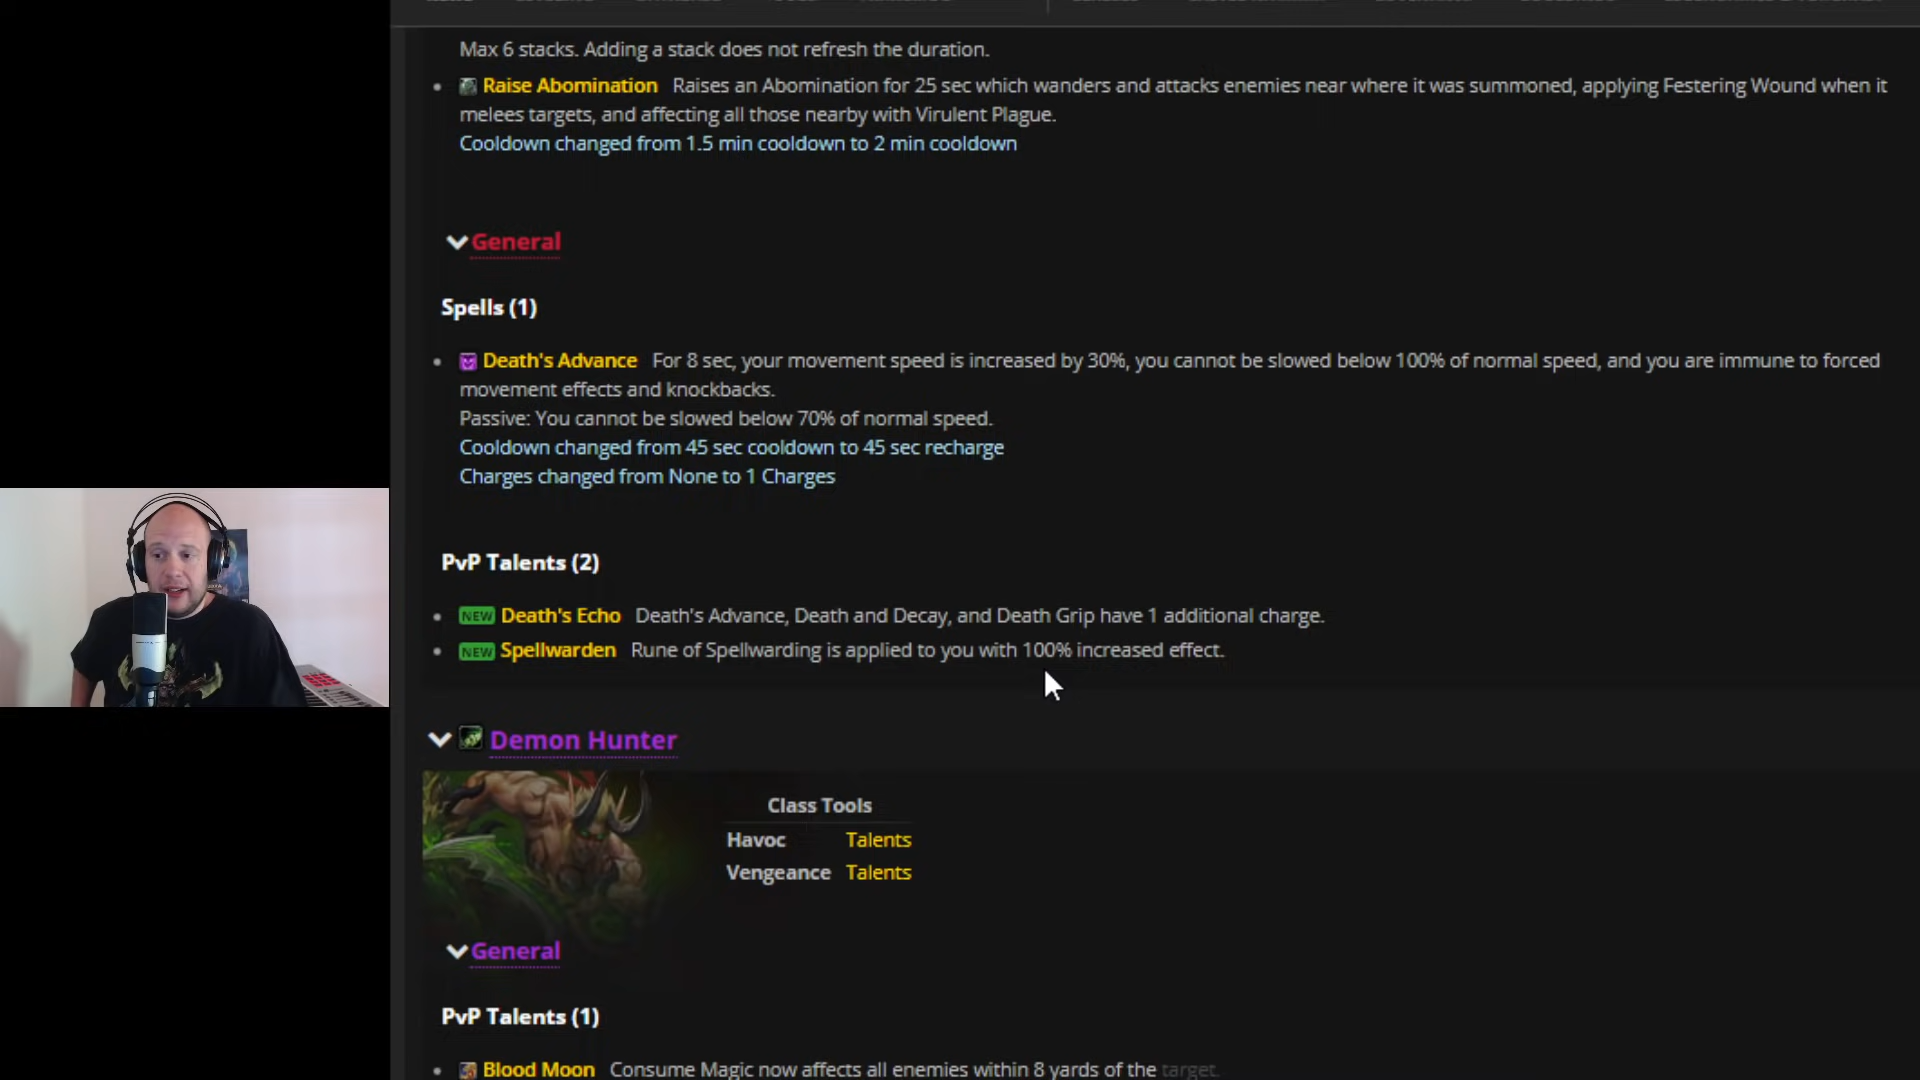 Max 6 stacks. Adding a stack does not refresh the duration.
Raise Abomination Raises an Abomination for 25 sec which wanders and attacks enemies near where it was summoned, applying Festering Wound when it
melees targets, and affecting all those nearby with Virulent Plague.
Cooldown changed from 1.5 min cooldown to 2 min cooldown
General
Spells (1)
Death's Advance For 8 sec, your movement speed is increased by 30%, you cannot be slowed below 100% of normal speed, and you are immune to forced
movement effects and knockbacks.
Passive: You cannot be slowed below 70% of normal speed.
Cooldown changed from 45 sec cooldown to 45 sec recharge
Charges changed from None to 1 Charges
PvP Talents (2)
NEW Death's Echo Death's Advance, Death and Decay, and Death Grip have 1 additional charge.
NEW Spellwarden Rune of Spellwarding is applied to you with 100% increased effect.
Demon Hunter
Class Tools
Havoc Talents
Vengeance Talents
General
PvP Talents (1)
Blood Moon Consume Magic now affects all enemies within 8 yards of the target.